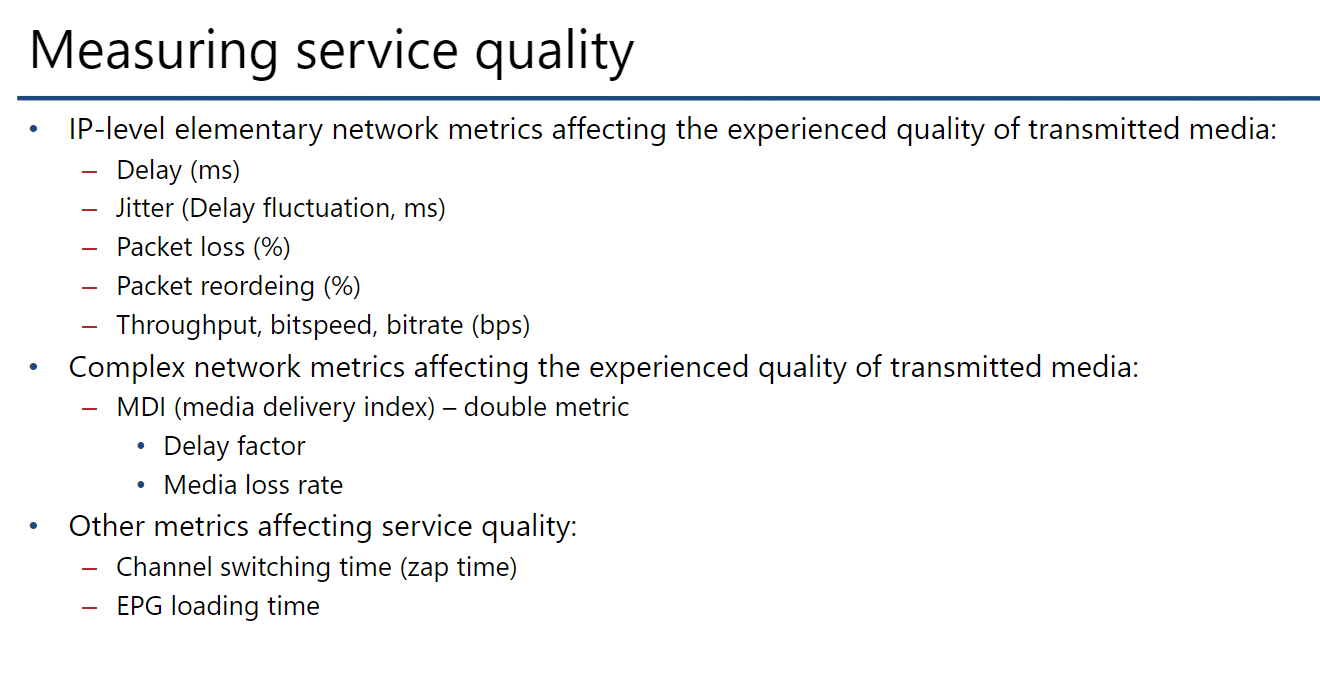 Measuring service quality
• IP-level elementary network metrics affecting the experienced quality of transmitted media:
– Delay (ms)
– Jitter (Delay fluctuation, ms)
– Packet loss (%)
– Packet reordeing (%)
– Throughput, bitspeed, bitrate (bps)
• Complex network metrics affecting the experienced quality of transmitted media:
– MDI (media delivery index) – double metric
• Delay factor
• Media loss rate
• Other metrics affecting service quality:
– Channel switching time (zap time)
– EPG loading time